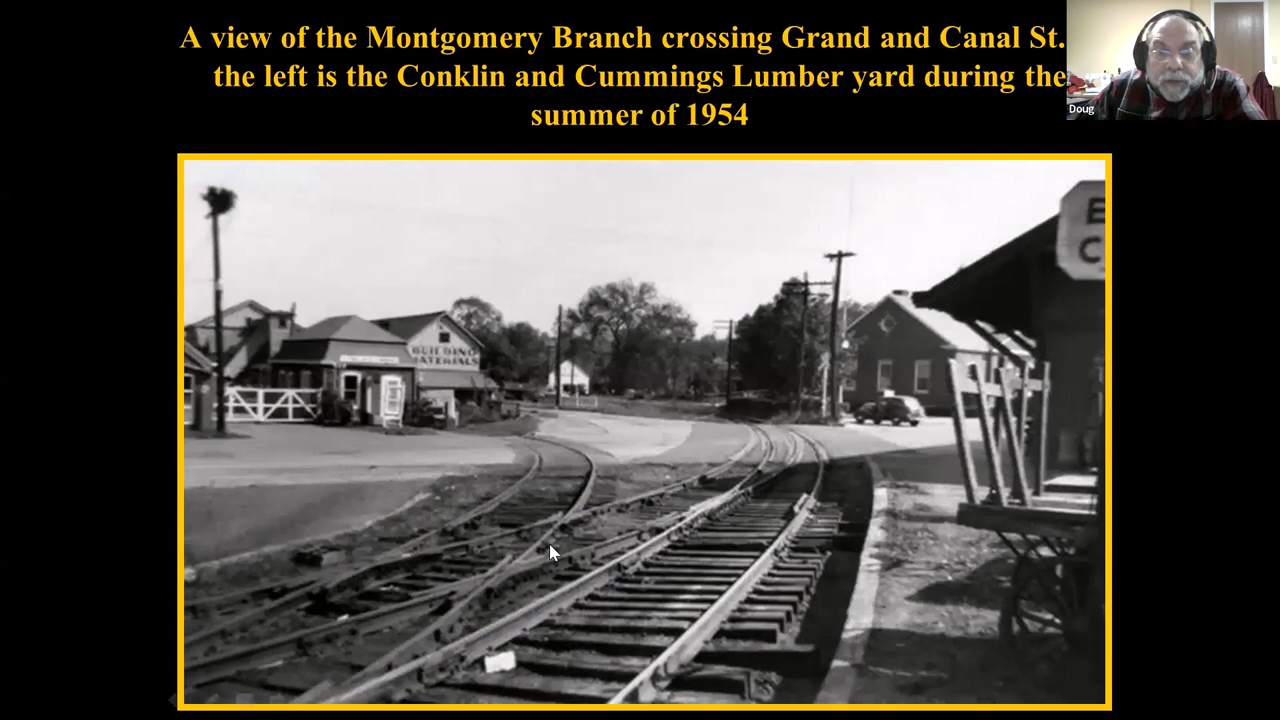 A view of the Montgomery Branch crossing Grand and Canal St.
the left is the Conklin and Cummings Lumber yard during the
summer of 1954
Doug
BUILDING
MATERIALS
E
C